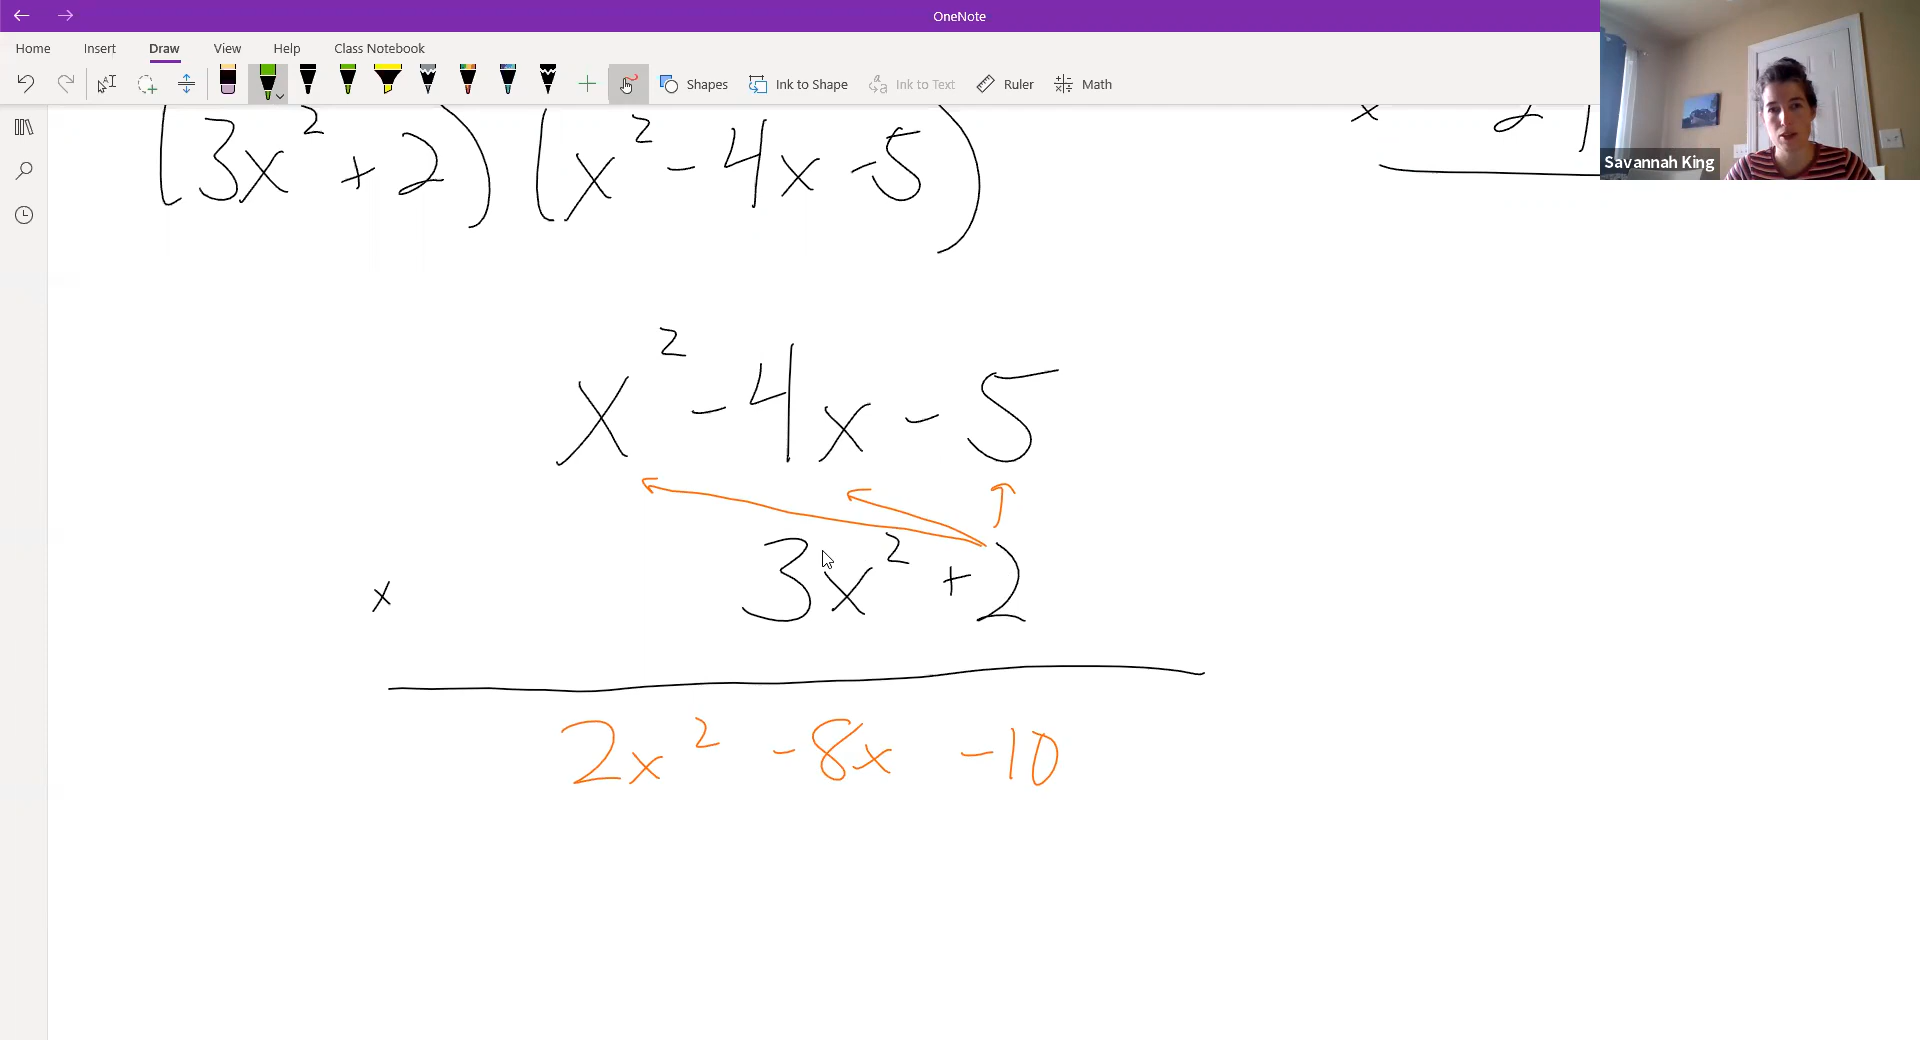 OneNote
Home Insert Draw View Help Class Notebook
Shapes Ink to Shape Ink to Text Ruler Math
Savannah King
(3x² + 2) (x² - 4x - 5)
x² - 4x - 5
x 3x² + 2
2x² - 8x - 10